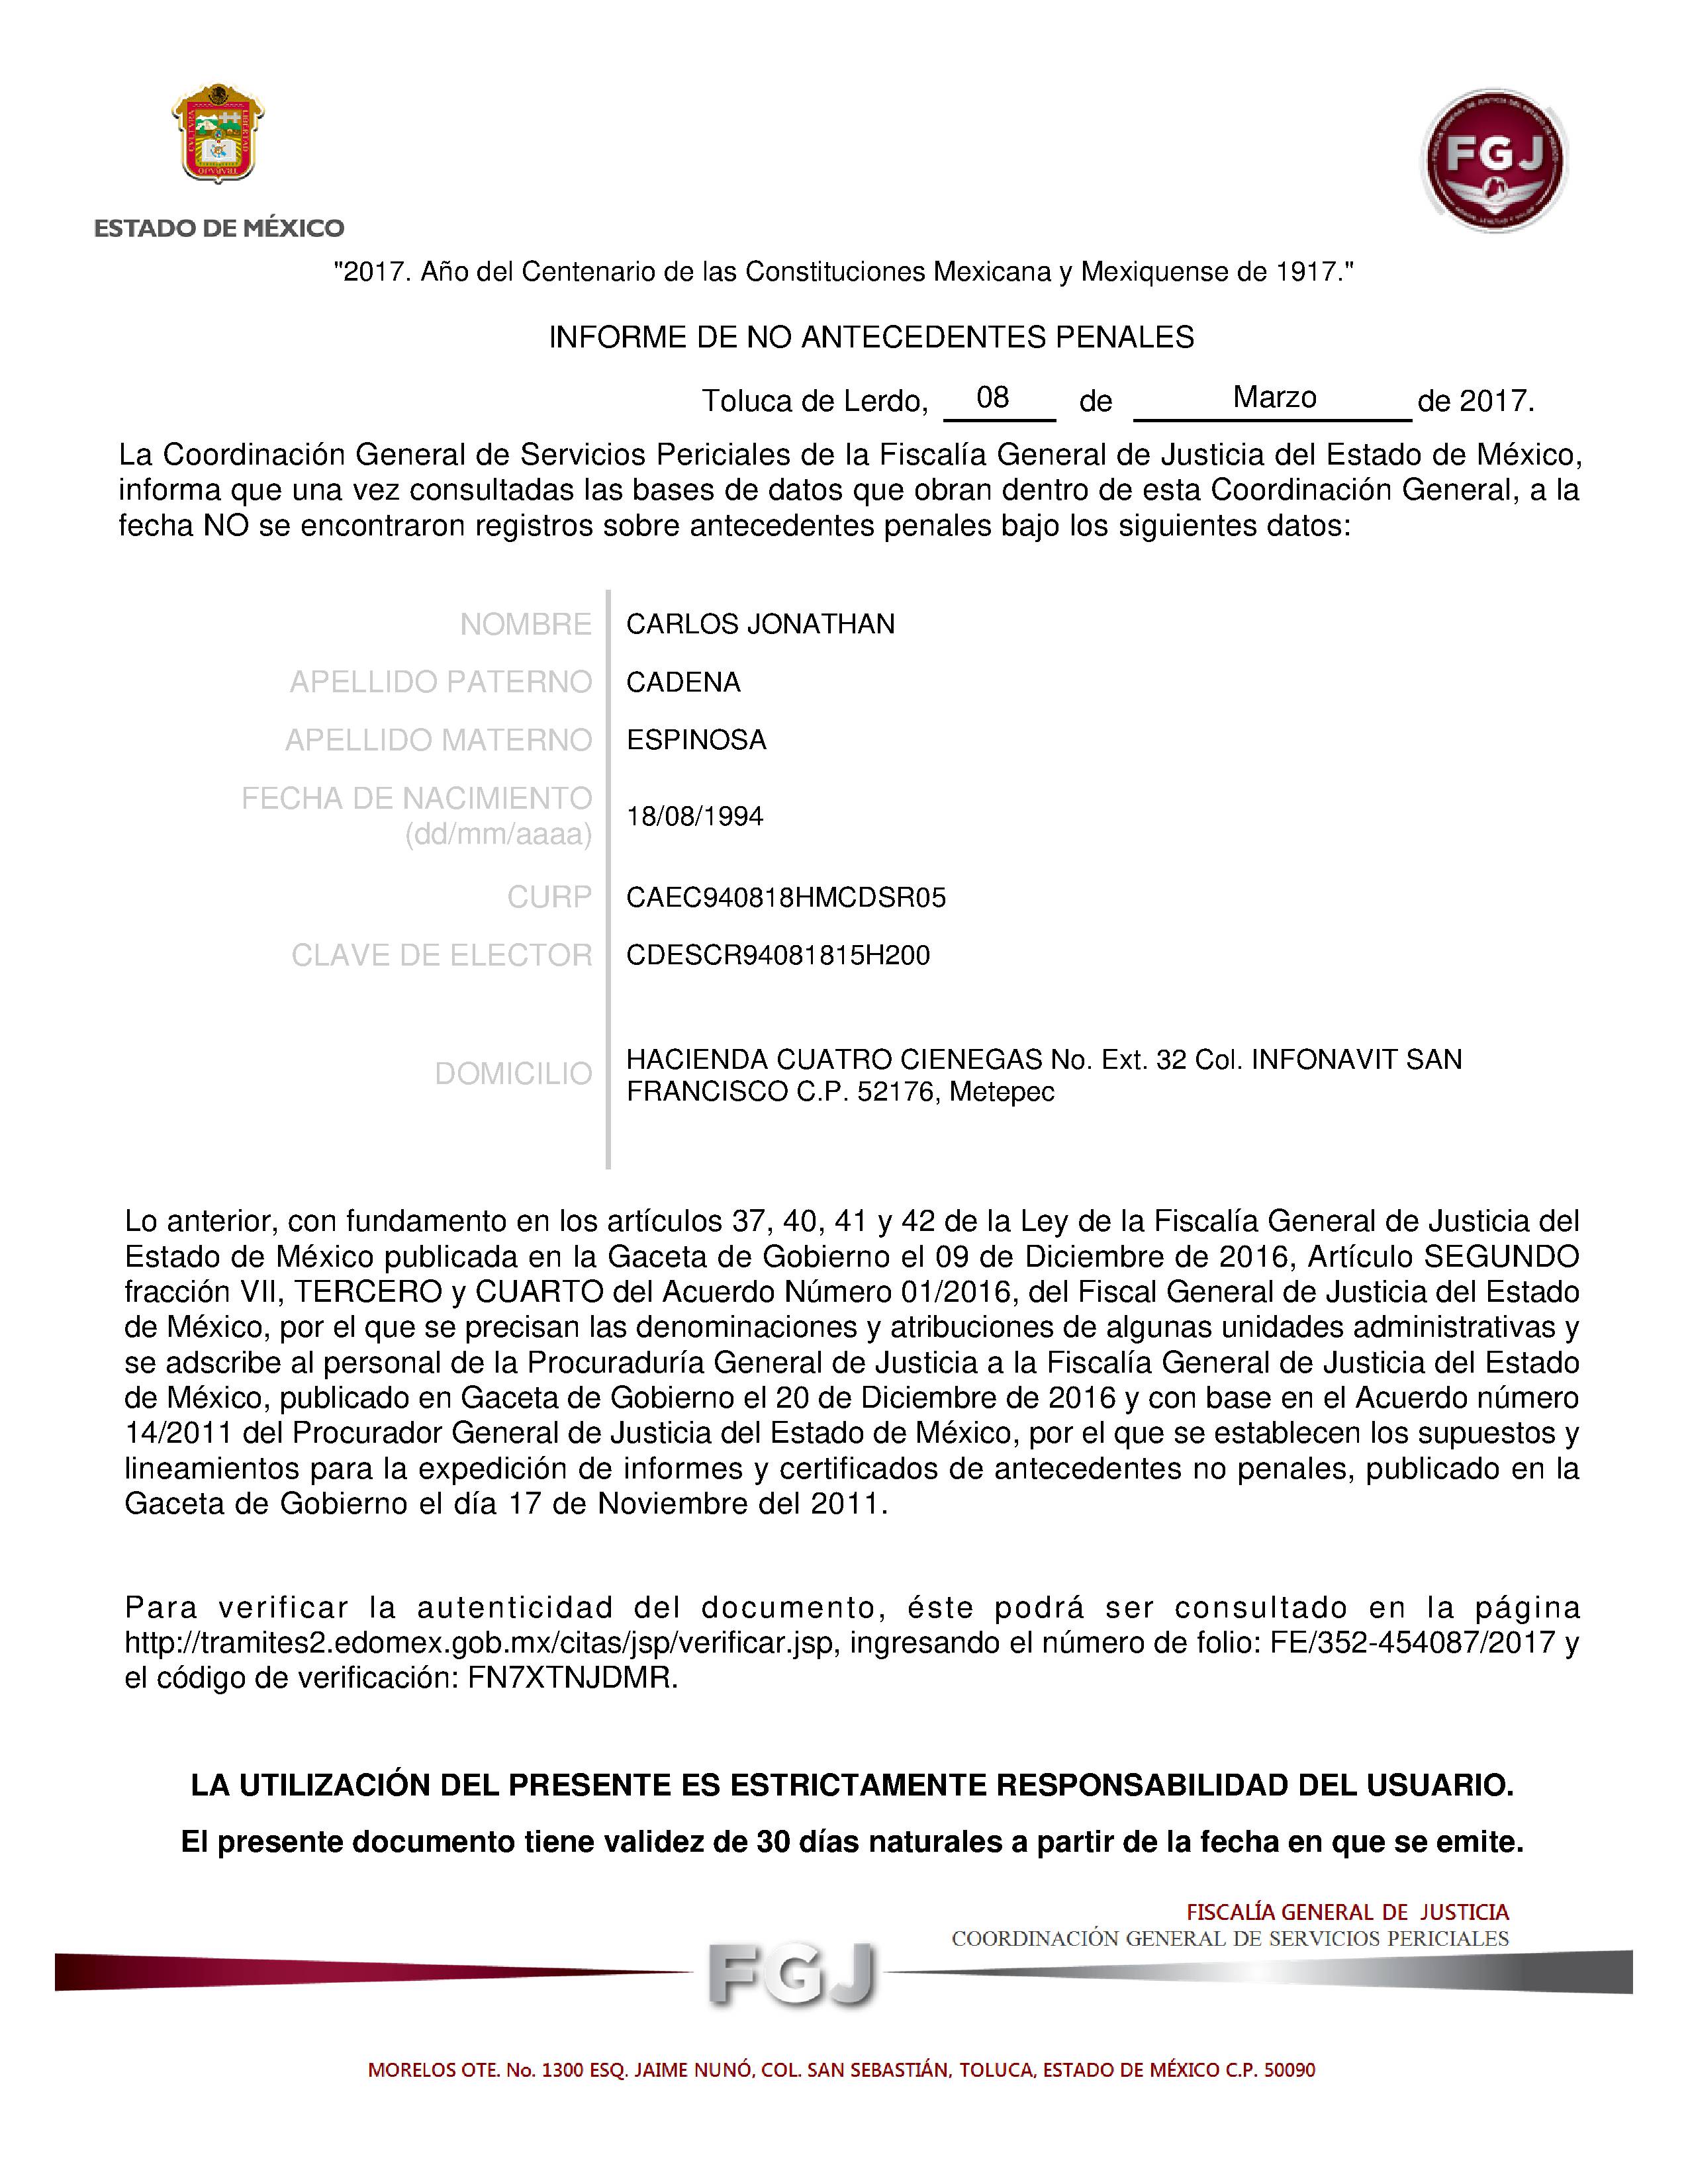 ESTADO DE MÉXICO
FGJ
"2017. Año del Centenario de las Constituciones Mexicana y Mexiquense de 1917."
INFORME DE NO ANTECEDENTES PENALES
Toluca de Lerdo, 08 de Marzo de 2017.
La Coordinación General de Servicios Periciales de la Fiscalía General de Justicia del Estado de México,
informa que una vez consultadas las bases de datos que obran dentro de esta Coordinación General, a la
fecha NO se encontraron registros sobre antecedentes penales bajo los siguientes datos:
NOMBRE CARLOS JONATHAN
APELLIDO PATERNO CADENA
APELLIDO MATERNO ESPINOSA
FECHA DE NACIMIENTO
(dd/mm/aaaa) 18/08/1994
CURP CAEC940818HMCDSR05
CLAVE DE ELECTOR CDESCR94081815H200
DOMICILIO HACIENDA CUATRO CIENEGAS No. Ext. 32 Col. INFONAVIT SAN
FRANCISCO C.P. 52176, Metepec
Lo anterior, con fundamento en los artículos 37, 40, 41 y 42 de la Ley de la Fiscalía General de Justicia del
Estado de México publicada en la Gaceta de Gobierno el 09 de Diciembre de 2016, Artículo SEGUNDO
fracción VII, TERCERO y CUARTO del Acuerdo Número 01/2016, del Fiscal General de Justicia del Estado
de México, por el que se precisan las denominaciones y atribuciones de algunas unidades administrativas y
se adscribe al personal de la Procuraduría General de Justicia a la Fiscalía General de Justicia del Estado
de México, publicado en Gaceta de Gobierno el 20 de Diciembre de 2016 y con base en el Acuerdo número
14/2011 del Procurador General de Justicia del Estado de México, por el que se establecen los supuestos y
lineamientos para la expedición de informes y certificados de antecedentes no penales, publicado en la
Gaceta de Gobierno el día 17 de Noviembre del 2011.
Para verificar la autenticidad del documento, éste podrá ser consultado en la página
http://tramites2.edomex.gob.mx/citas/jsp/verificar.jsp, ingresando el número de folio: FE/352-454087/2017 y
el código de verificación: FN7XTNJDMR.
LA UTILIZACIÓN DEL PRESENTE ES ESTRICTAMENTE RESPONSABILIDAD DEL USUARIO.
El presente documento tiene validez de 30 días naturales a partir de la fecha en que se emite.
FISCALÍA GENERAL DE JUSTICIA
COORDINACIÓN GENERAL DE SERVICIOS PERICIALES
FGJ
MORELOS OTE. No. 1300 ESQ. JAIME NUNÓ, COL. SAN SEBASTIÁN, TOLUCA, ESTADO DE MÉXICO C.P. 50090